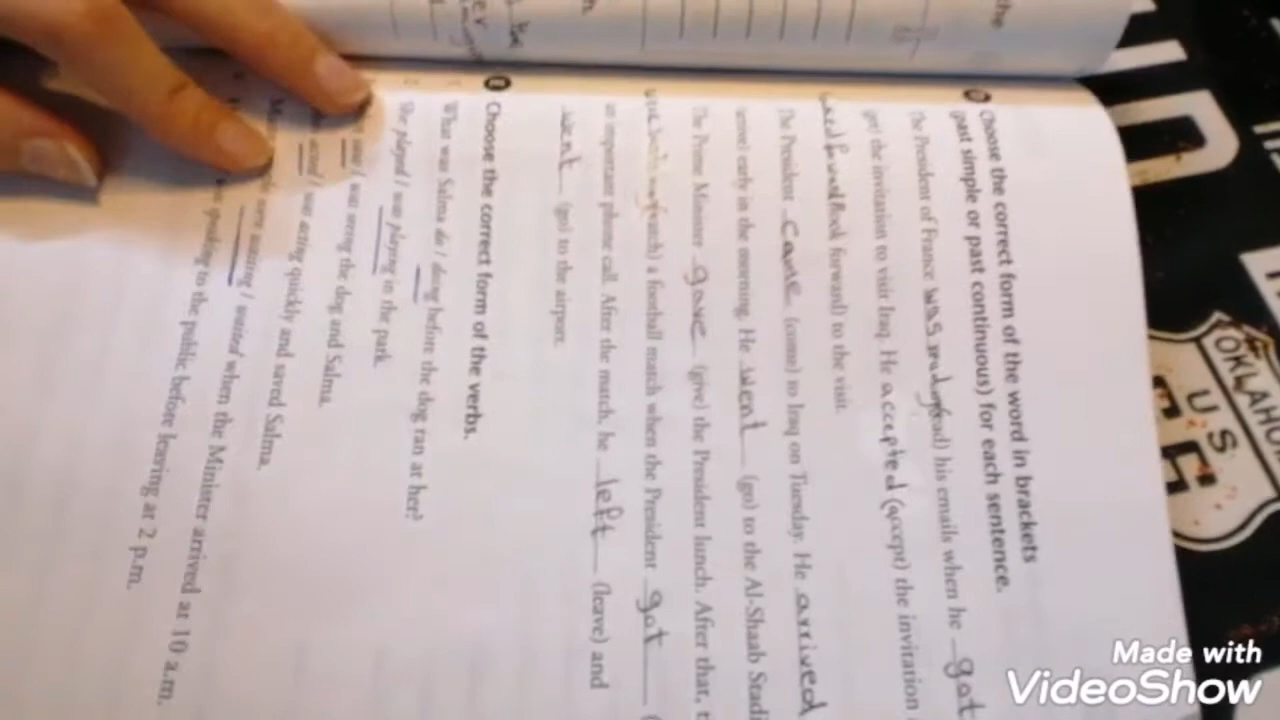 the
D Choose the correct form of the word in brackets
past simple or past continuous) for each sentence.
The President of France was reading (read) his emails when he got
get) the invitation to visit Iraq. He accepted (accept) the invitation
forward) to the visit.
The President came (come) to Iraq on Tuesday. He arrived
early in the morning. He went (go) to the Al-Shaab Stadi
The Prime Minister gave (give) the President lunch. After that, t
a football match when the President got
an important phone call. After the match, he left (leave) and
went (go) to the airport.
E Choose the correct form of the verbs.
1 What was Salma do / doing before the dog ran at her?
2 She played / was playing in the park.
saw / was seeing the dog and Salma.
acted / was acting quickly and saved Salma.
were waiting / waited when the Minister arrived at 10 a.m.
to the public before leaving at 2 p.m.
OKLAHO
U S
66
Made with
VideoShow